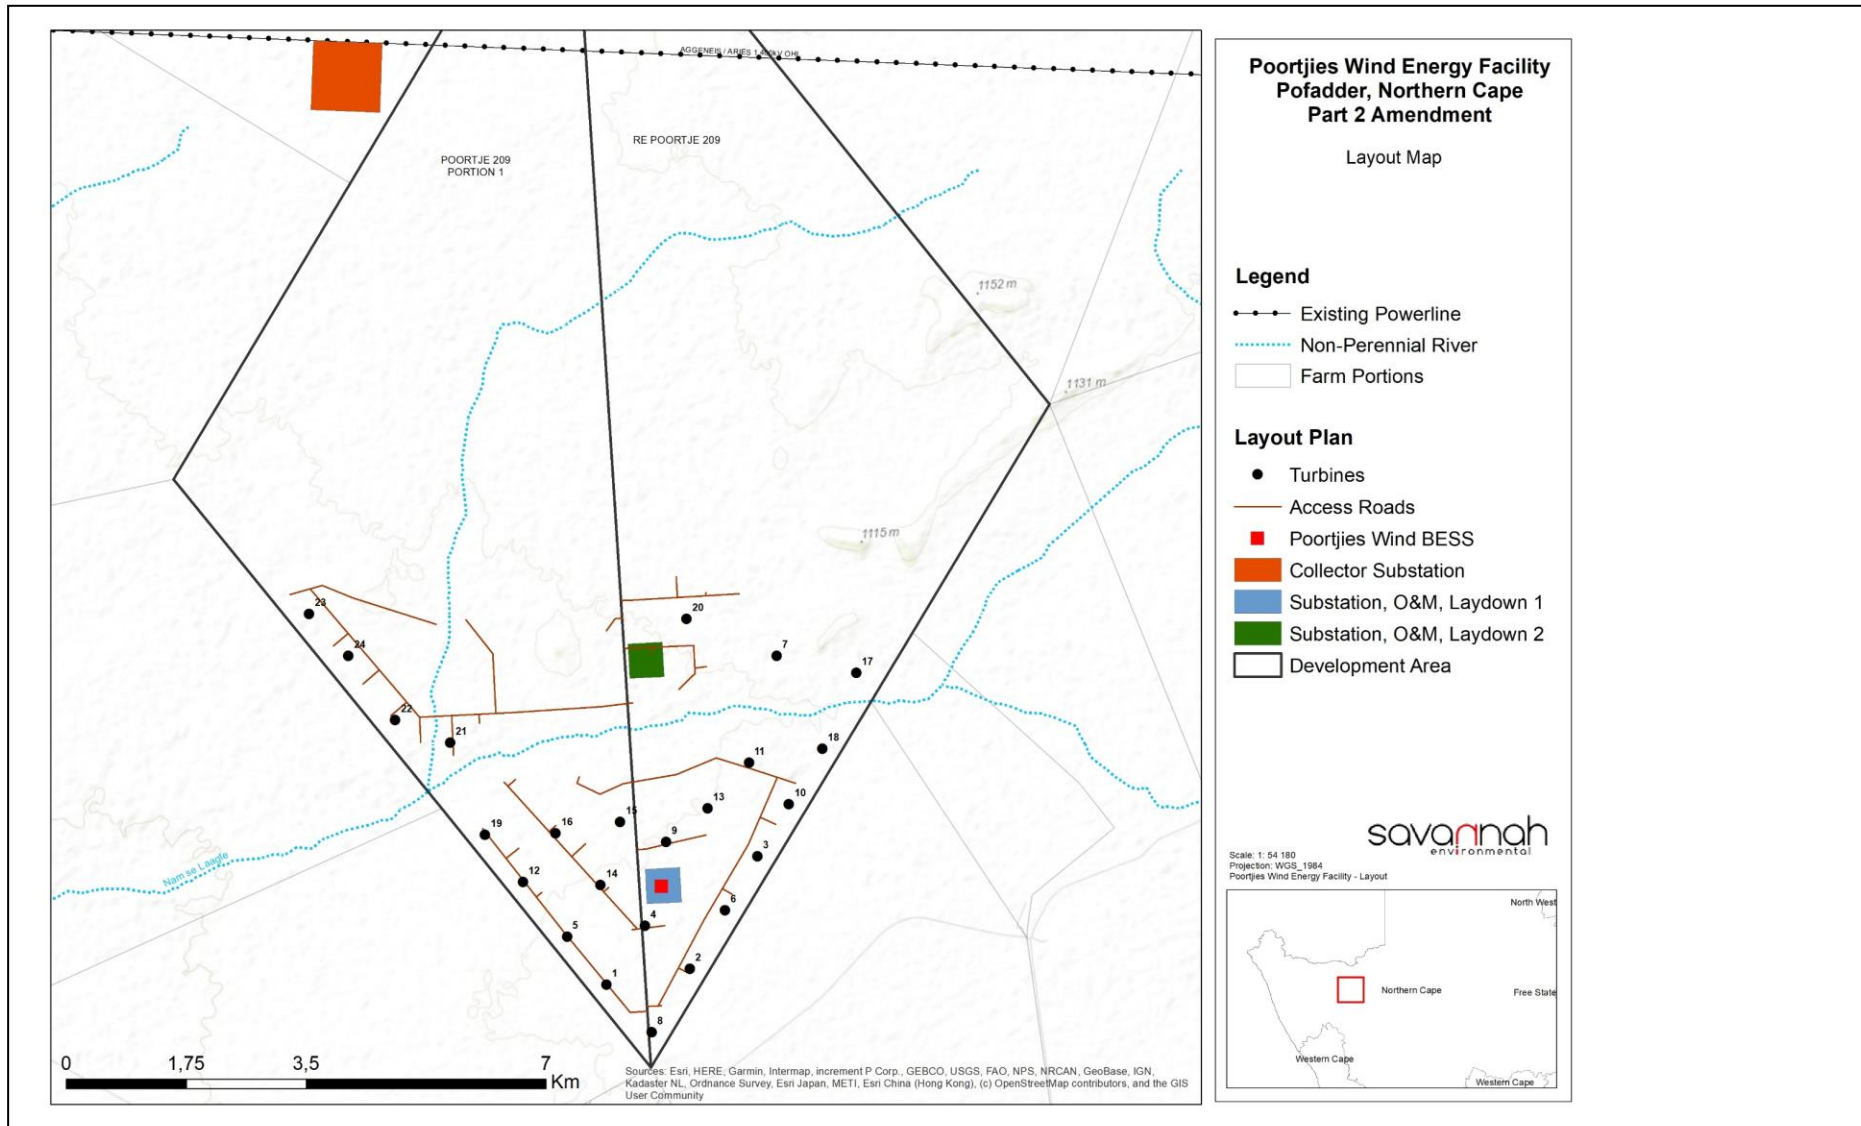 AGGENEIS / ARIES 1,400kV OHL
POORTJE 209
PORTION 1
RE POORTJE 209
1152 m
1131 m
1115 m
23
24
22
21
20
7
17
18
11
10
13
15
16
19
9
3
12
14
6
4
5
2
1
8
Nam se Laagte
0
1,75
3,5
7
Km
Sources: Esri, HERE, Garmin, Intermap, increment P Corp., GEBCO, USGS, FAO, NPS, NRCAN, GeoBase, IGN,
Kadaster NL, Ordnance Survey, Esri Japan, METI, Esri China (Hong Kong), (c) OpenStreetMap contributors, and the GIS
User Community
Poortjies Wind Energy Facility
Pofadder, Northern Cape
Part 2 Amendment
Layout Map
Legend
Existing Powerline
Non-Perennial River
Farm Portions
Layout Plan
Turbines
Access Roads
Poortjies Wind BESS
Collector Substation
Substation, O&M, Laydown 1
Substation, O&M, Laydown 2
Development Area
savannah
environmental
Scale: 1: 54 180
Projection: WGS_1984
Poortjies Wind Energy Facility - Layout
North West
Northern Cape
Free State
Western Cape
Western Cape